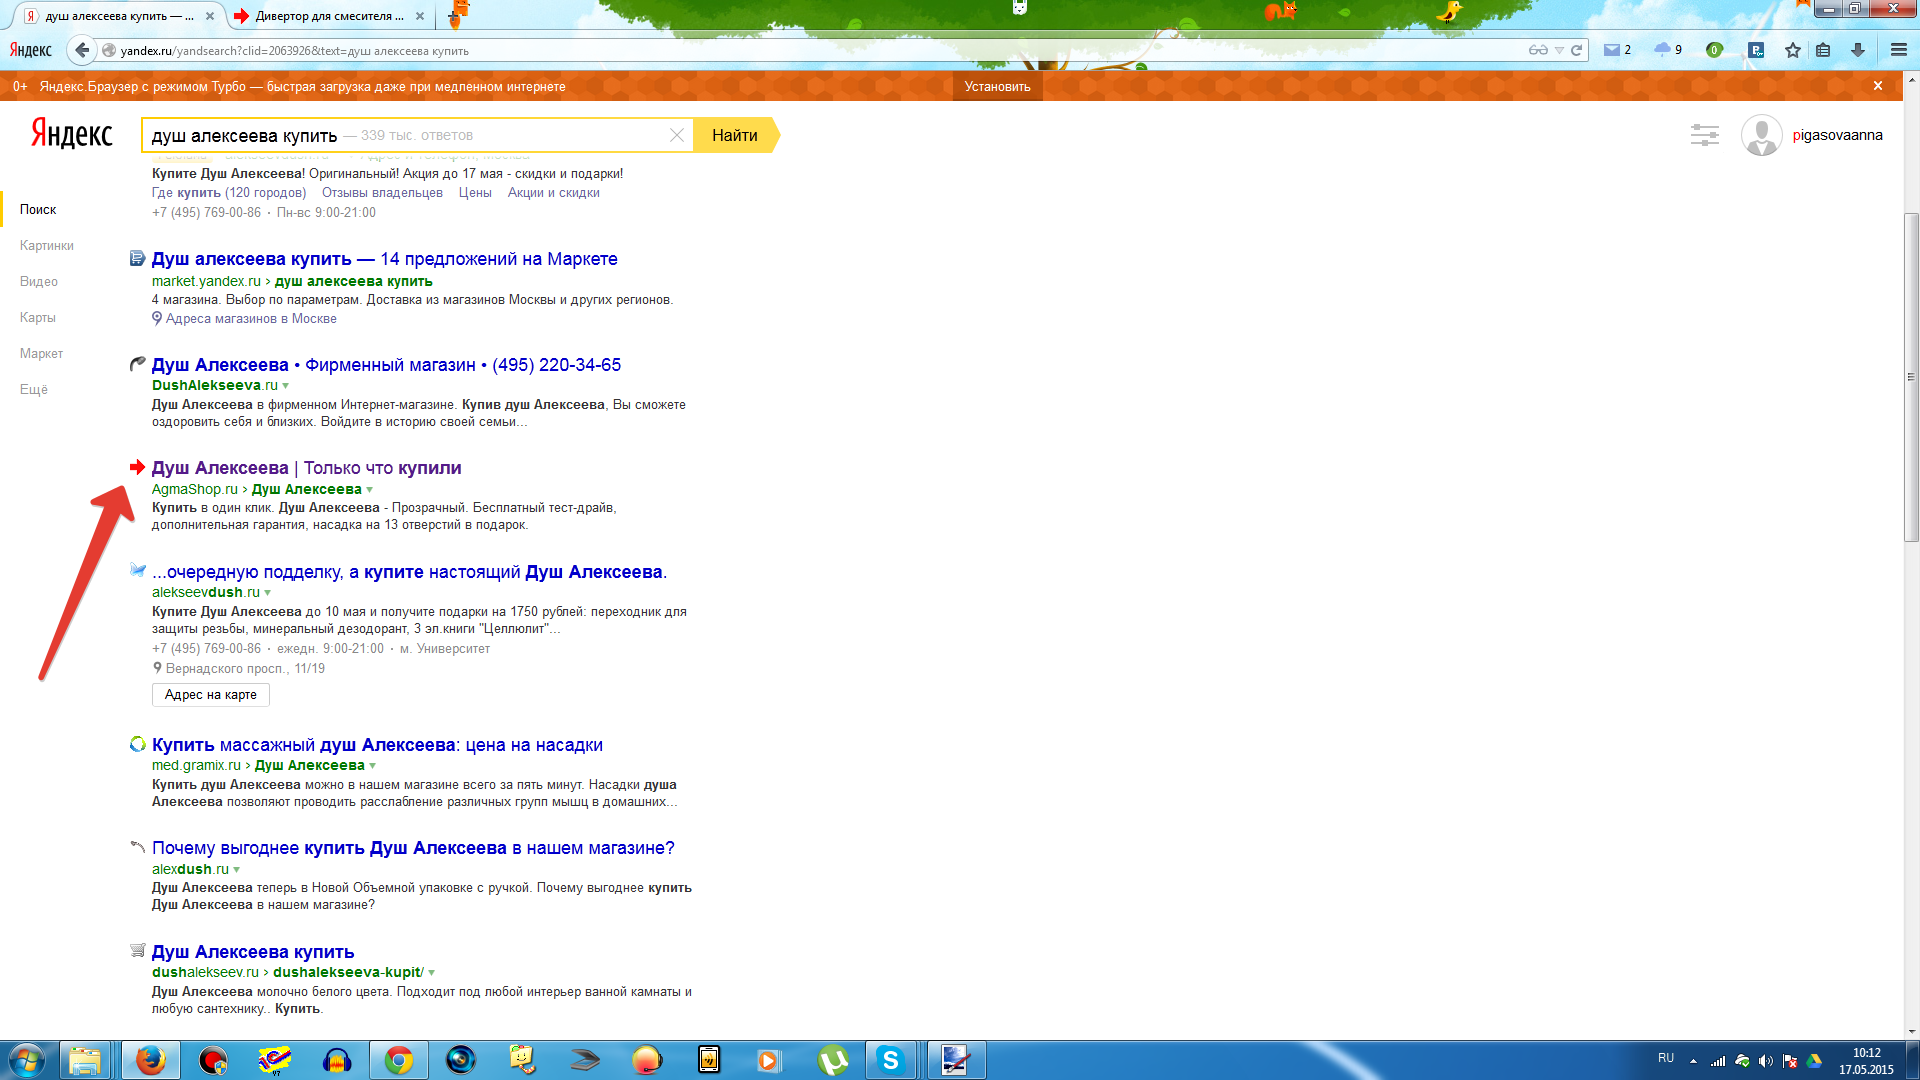 душ алексеева купить — ...
Дивертор для смесителя ...
Яндекс
yandex.ru/yandsearch?clid=2063926&text=душ алексеева купить
2
9
0
0+ Яндекс.Браузер с режимом Турбо — быстрая загрузка даже при медленном интернете
Установить
Яндекс
душ алексеева купить — 339 тыс. ответов
Найти
pigasovaanna
Поиск
Картинки
Видео
Карты
Маркет
Ещё
Купите Душ Алексеева! Оригинальный! Акция до 17 мая - скидки и подарки!
Где купить (120 городов) Отзывы владельцев Цены Акции и скидки
+7 (495) 769-00-86 · Пн-вс 9:00-21:00
Душ алексеева купить — 14 предложений на Маркете
market.yandex.ru › душ алексеева купить
4 магазина. Выбор по параметрам. Доставка из магазинов Москвы и других регионов.
Адреса магазинов в Москве
Душ Алексеева • Фирменный магазин • (495) 220-34-65
DushAlekseeva.ru
Душ Алексеева в фирменном Интернет-магазине. Купив душ Алексеева, Вы сможете
оздоровить себя и близких. Войдите в историю своей семьи...
Душ Алексеева | Только что купили
AgmaShop.ru › Душ Алексеева
Купить в один клик. Душ Алексеева - Прозрачный. Бесплатный тест-драйв,
дополнительная гарантия, насадка на 13 отверстий в подарок.
...очередную подделку, а купите настоящий Душ Алексеева.
alekseevdush.ru
Купите Душ Алексеева до 10 мая и получите подарки на 1750 рублей: переходник для
защиты резьбы, минеральный дезодорант, 3 эл.книги "Целлюлит"...
+7 (495) 769-00-86 · ежедн. 9:00-21:00 · м. Университет
Вернадского просп., 11/19
Адрес на карте
Купить массажный душ Алексеева: цена на насадки
med.gramix.ru › Душ Алексеева
Купить душ Алексеева можно в нашем магазине всего за пять минут. Насадки душа
Алексеева позволяют проводить расслабление различных групп мышц в домашних...
Почему выгоднее купить Душ Алексеева в нашем магазине?
alexdush.ru
Душ Алексеева теперь в Новой Объемной упаковке с ручкой. Почему выгоднее купить
Душ Алексеева в нашем магазине?
Душ Алексеева купить
dushalekseev.ru › dushalekseeva-kupit/
Душ Алексеева молочно белого цвета. Подходит под любой интерьер ванной камнаты и
любую сантехнику.. Купить.
RU
10:12
17.05.2015